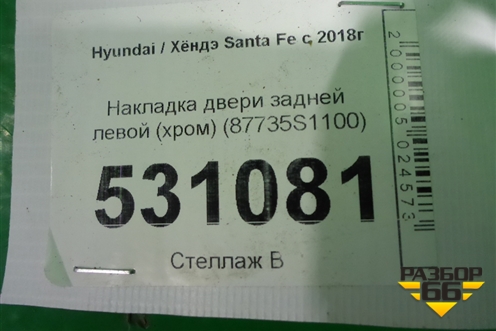 Hyundai / Хёндэ Santa Fe с 2018г
Накладка двери задней
левой (хром) (87735S1100)
531081
Стеллаж В
2000005024573
РАЗБОР
66